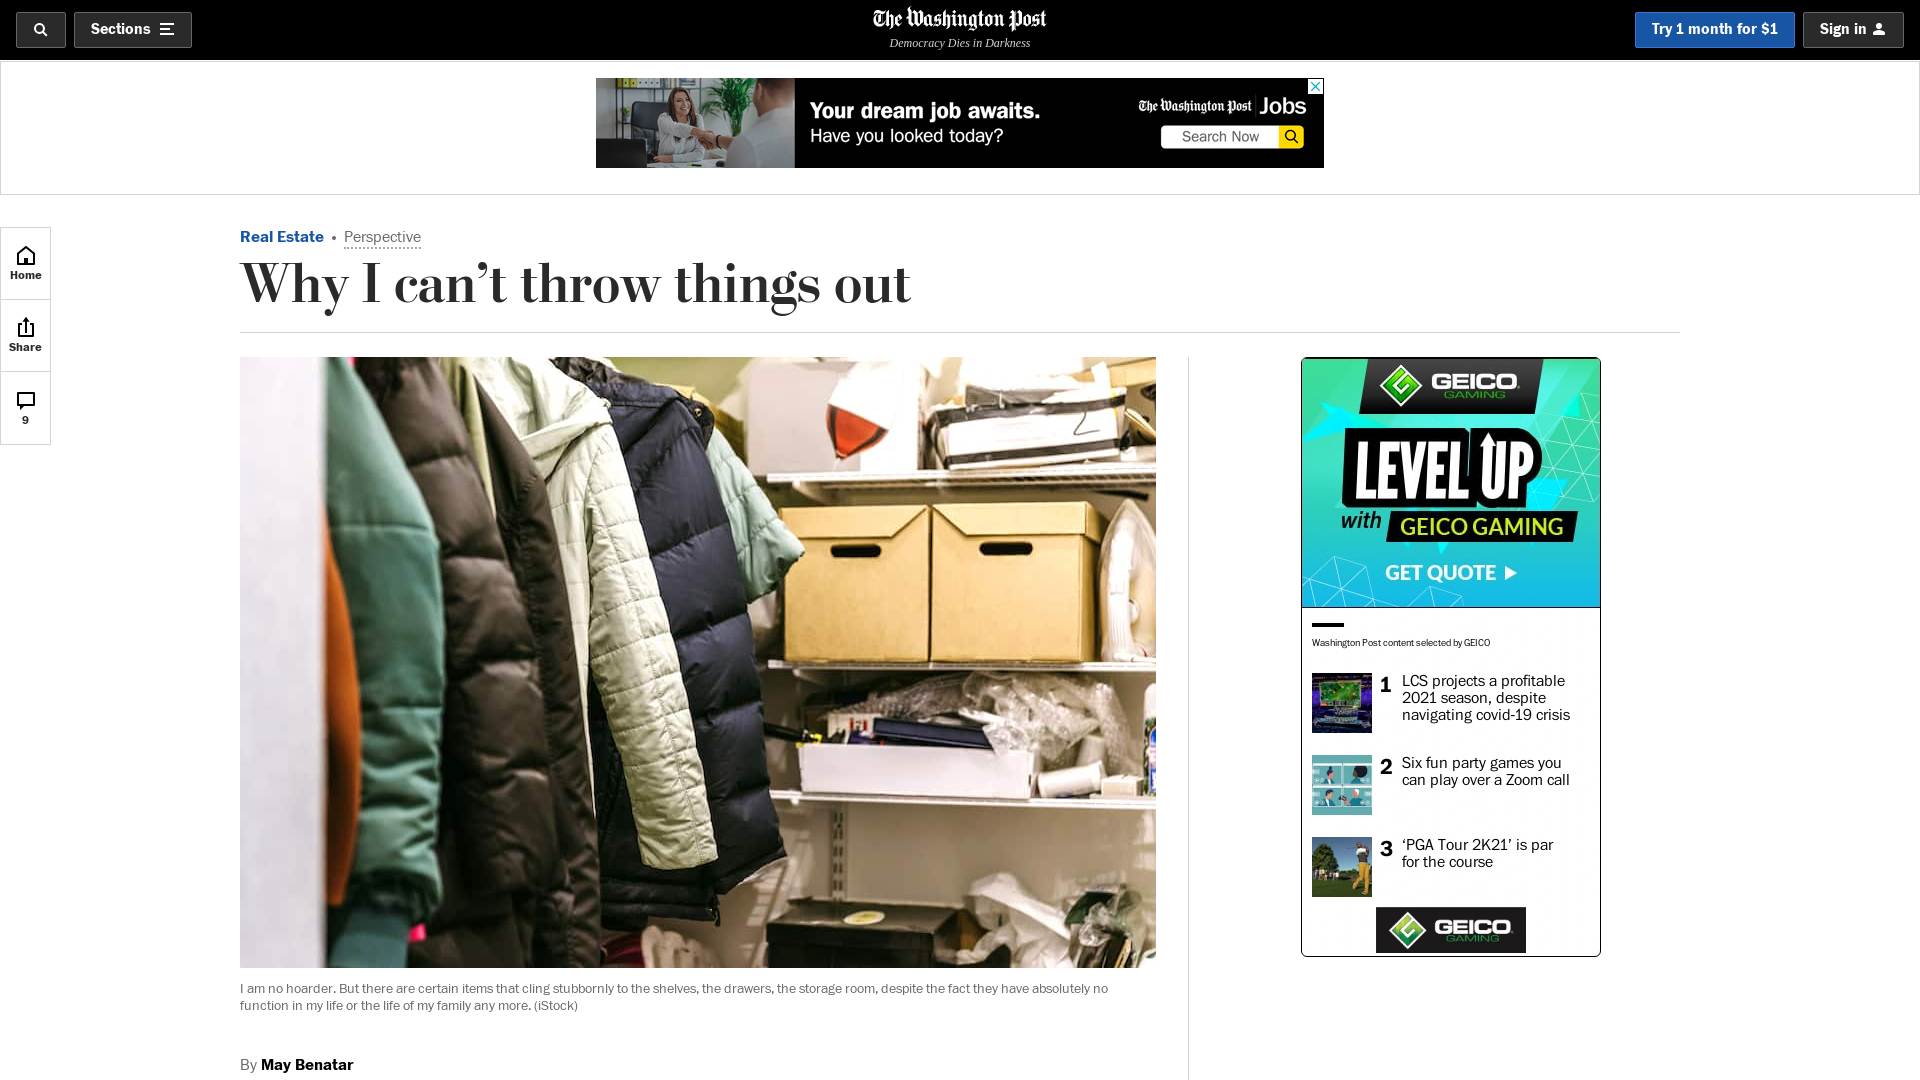 Sections
The Washington Post
Democracy Dies in Darkness
Try 1 month for $1
Sign in
Your dream job awaits.
Have you looked today?
The Washington Post Jobs
Search Now
Home
Share
9
Real Estate • Perspective
Why I can’t throw things out
GEICO
GAMING
LEVEL UP
with GEICO GAMING
GET QUOTE
Washington Post content selected by GEICO
1 LCS projects a profitable
2021 season, despite
navigating covid-19 crisis
2 Six fun party games you
can play over a Zoom call
3 ‘PGA Tour 2K21’ is par
for the course
GEICO
GAMING
I am no hoarder. But there are certain items that cling stubbornly to the shelves, the drawers, the storage room, despite the fact they have absolutely no
function in my life or the life of my family any more. (iStock)
By May Benatar